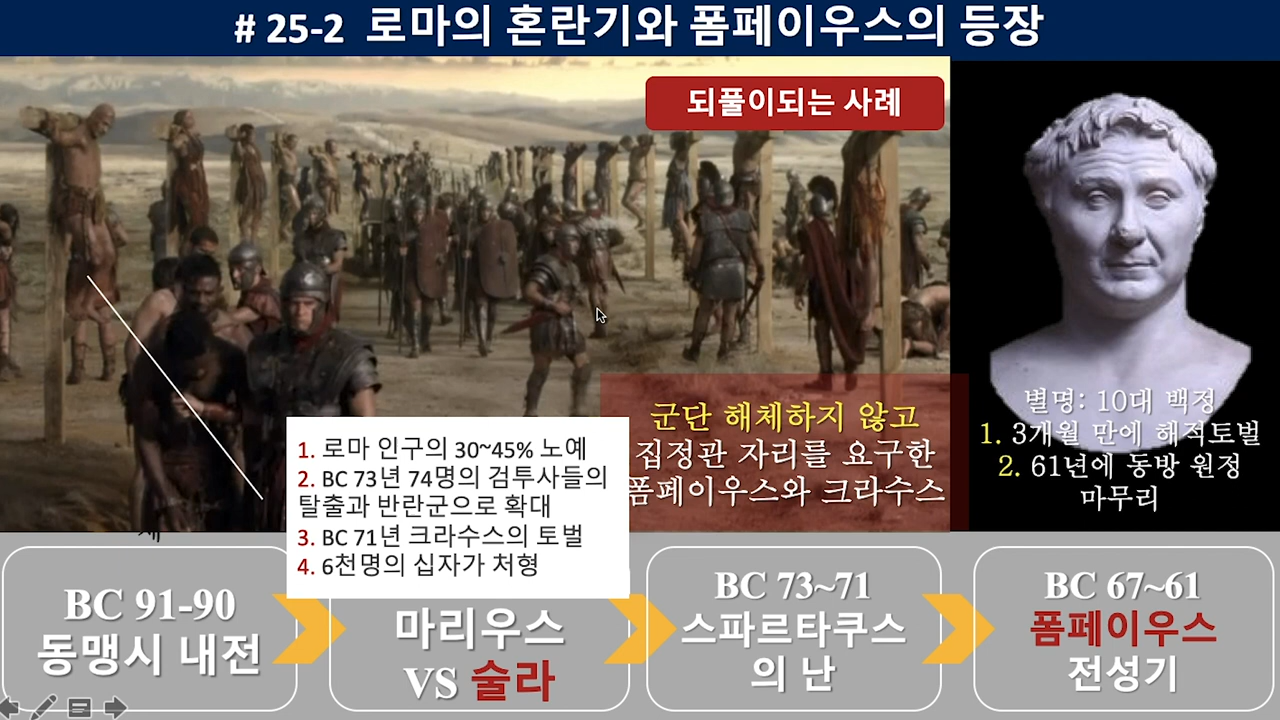 # 25-2 로마의 혼란기와 폼페이우스의 등장
되풀이되는 사례
군단 해체하지 않고
집정관 자리를 요구한
폼페이우스와 크라수스
별명: 10대 백정
1. 3개월 만에 해적토벌
2. 61년에 동방 원정
마무리
1. 로마 인구의 30~45% 노예
2. BC 73년 74명의 검투사들의
탈출과 반란군으로 확대
3. BC 71년 크라수스의 토벌
4. 6천명의 십자가 처형
BC 91-90
동맹시 내전
마리우스
VS 술라
BC 73~71
스파르타쿠스
의 난
BC 67~61
폼페이우스
전성기